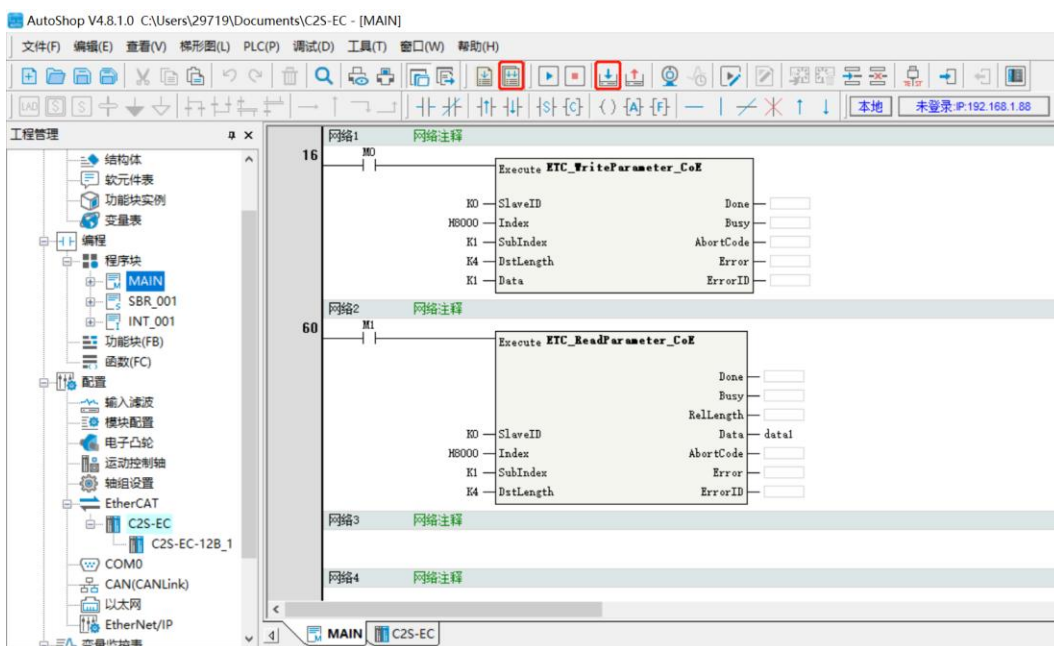 AutoShop V4.8.1.0 C:\Users\29719\Documents\C2S-EC - [MAIN]
文件(F) 编辑(E) 查看(V) 梯形图(L) PLC(P) 调试(D) 工具(T) 窗口(W) 帮助(H)
LAD S S S C A F 本地 未登录:IP:192.168.1.88
工程管理
结构体
软元件表
功能块实例
变量表
编程
程序块
MAIN
SBR_001
INT_001
功能块(FB)
函数(FC)
配置
输入滤波
模块配置
电子凸轮
运动控制轴
轴组设置
EtherCAT
C2S-EC
C2S-EC-12B_1
COM0
CAN(CANLink)
以太网
EtherNet/IP
变量监控表
网络1 网络注释
16 M0
Execute ETC_WriteParameter_CoE
K0 SlaveID Done
H8000 Index Busy
K1 SubIndex AbortCode
K4 DstLength Error
K1 Data ErrorID
网络2 网络注释
60 M1
Execute ETC_ReadParameter_CoE
Done
Busy
RelLength
K0 SlaveID Data data1
H8000 Index AbortCode
K1 SubIndex Error
K4 DstLength ErrorID
网络3 网络注释
网络4 网络注释
MAIN C2S-EC